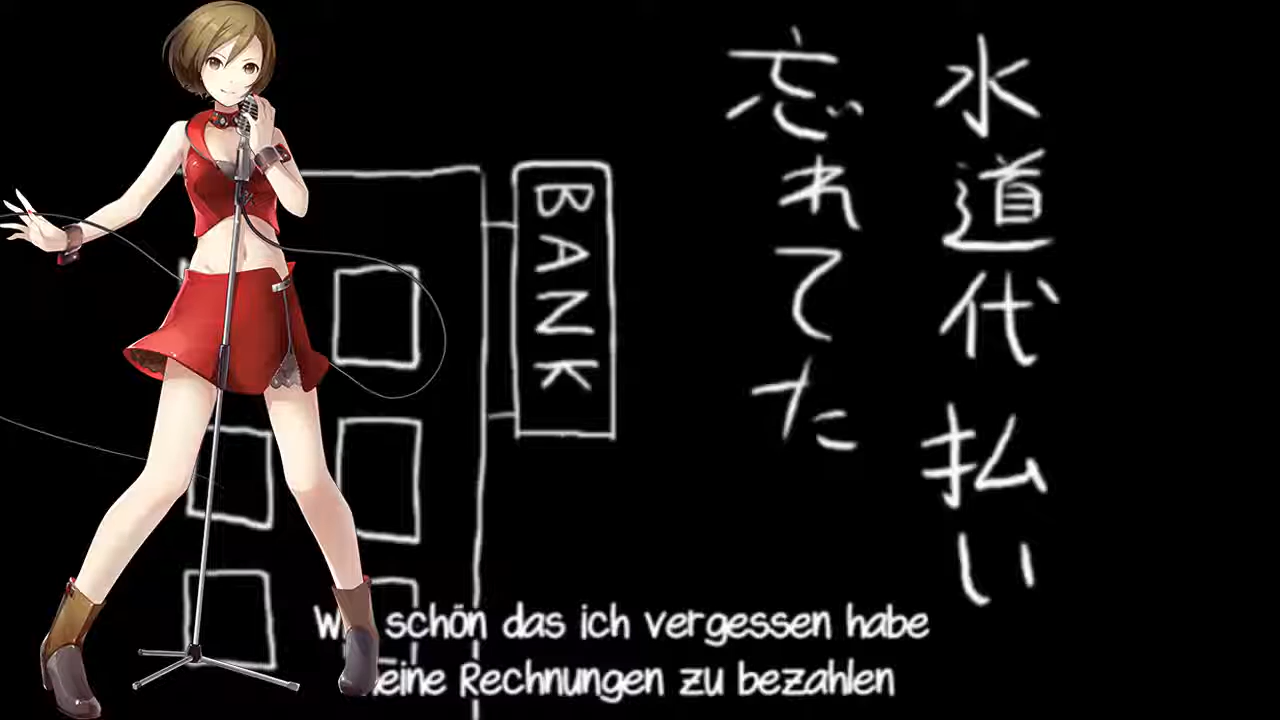 水道代 払い
忘れてた
BANK
schön das ich vergessen habe
Rechnungen zu bezahlen